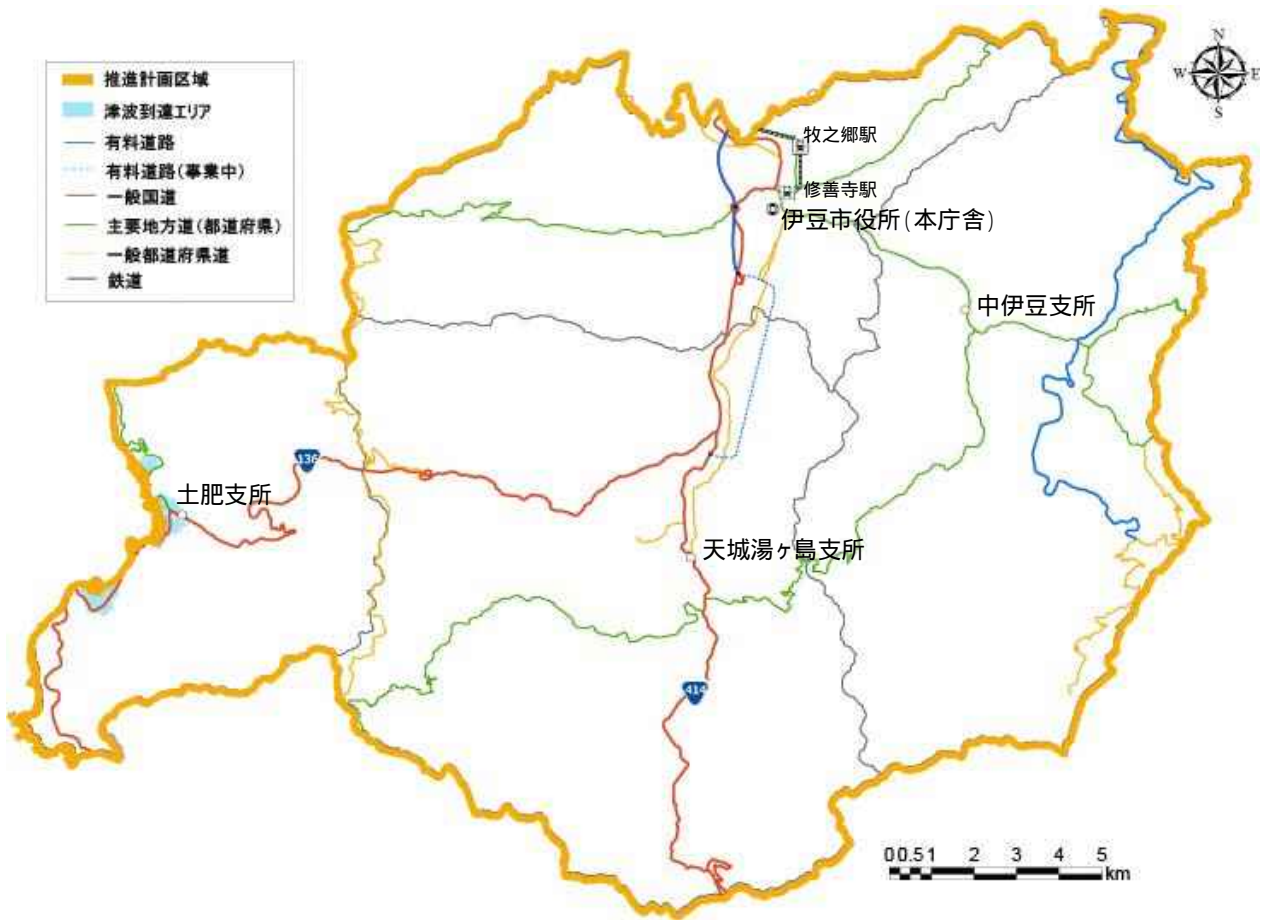 推進計画区域
津波到達エリア
有料道路
有料道路(事業中)
一般国道
主要地方道(都道府県)
一般都道府県道
鉄道
N
W
E
S
牧之郷駅
修善寺駅
伊豆市役所(本庁舎)
中伊豆支所
136
土肥支所
天城湯ヶ島支所
414
0 0.5 1 2 3 4 5
km